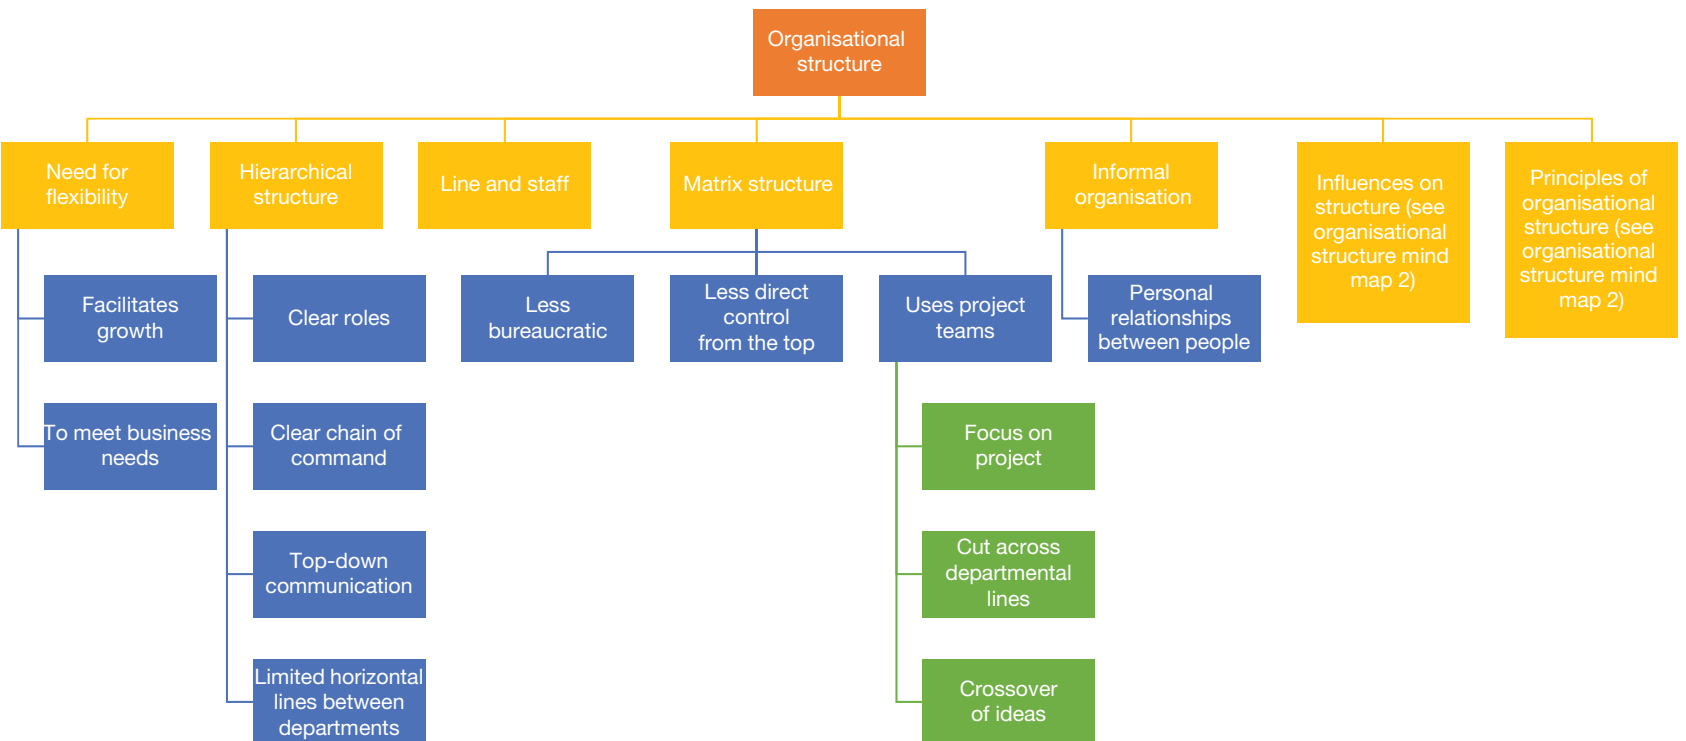 Organisational
structure
Need for
flexibility
Hierarchical
structure
Line and staff
Matrix structure
Informal
organisation
Influences on
structure (see
organisational
structure mind
map 2)
Principles of
organisational
structure (see
organisational
structure mind
map 2)
Facilitates
growth
Clear roles
Less
bureaucratic
Less direct
control
from the top
Uses project
teams
Personal
relationships
between people
To meet business
needs
Clear chain of
command
Focus on
project
Top-down
communication
Cut across
departmental
lines
Limited horizontal
lines between
departments
Crossover
of ideas